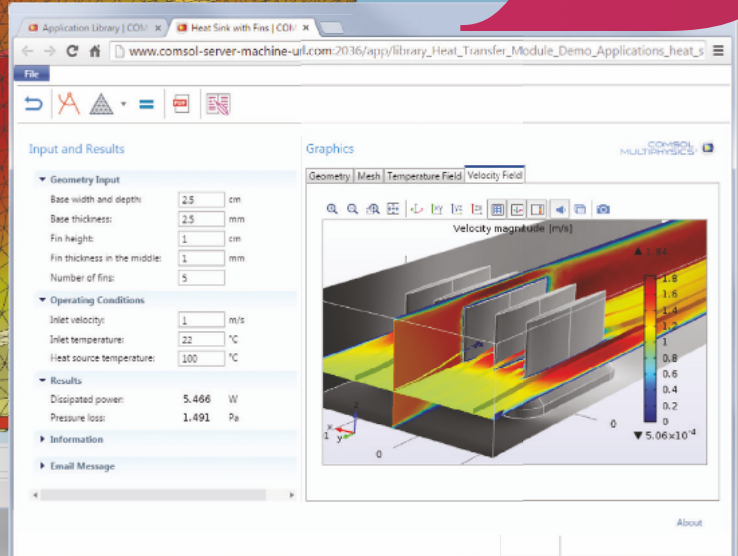 Application Library | COM ×
Heat Sink with Fins | COM ×
www.comsol-server-machine-url.com:2036/app/library_Heat_Transfer_Module_Demo_Applications_heat_s
File
PDF
Input and Results
Geometry Input
Base width and depth: 2.5 cm
Base thickness: 2.5 mm
Fin height: 1 cm
Fin thickness in the middle: 1 mm
Number of fins: 5
Operating Conditions
Inlet velocity: 1 m/s
Inlet temperature: 22 °C
Heat source temperature: 100 °C
Results
Dissipated power: 5.466 W
Pressure loss: 1.491 Pa
Information
Email Message
Graphics
COMSOL
MULTIPHYSICS
Geometry Mesh Temperature Field Velocity Field
Velocity magnitude [m/s]
▲ 1.84
1.8
1.6
1.4
1.2
1
0.8
0.6
0.4
0.2
0
▼ 5.06×10⁻⁴
0
0
z
x
y
1
About